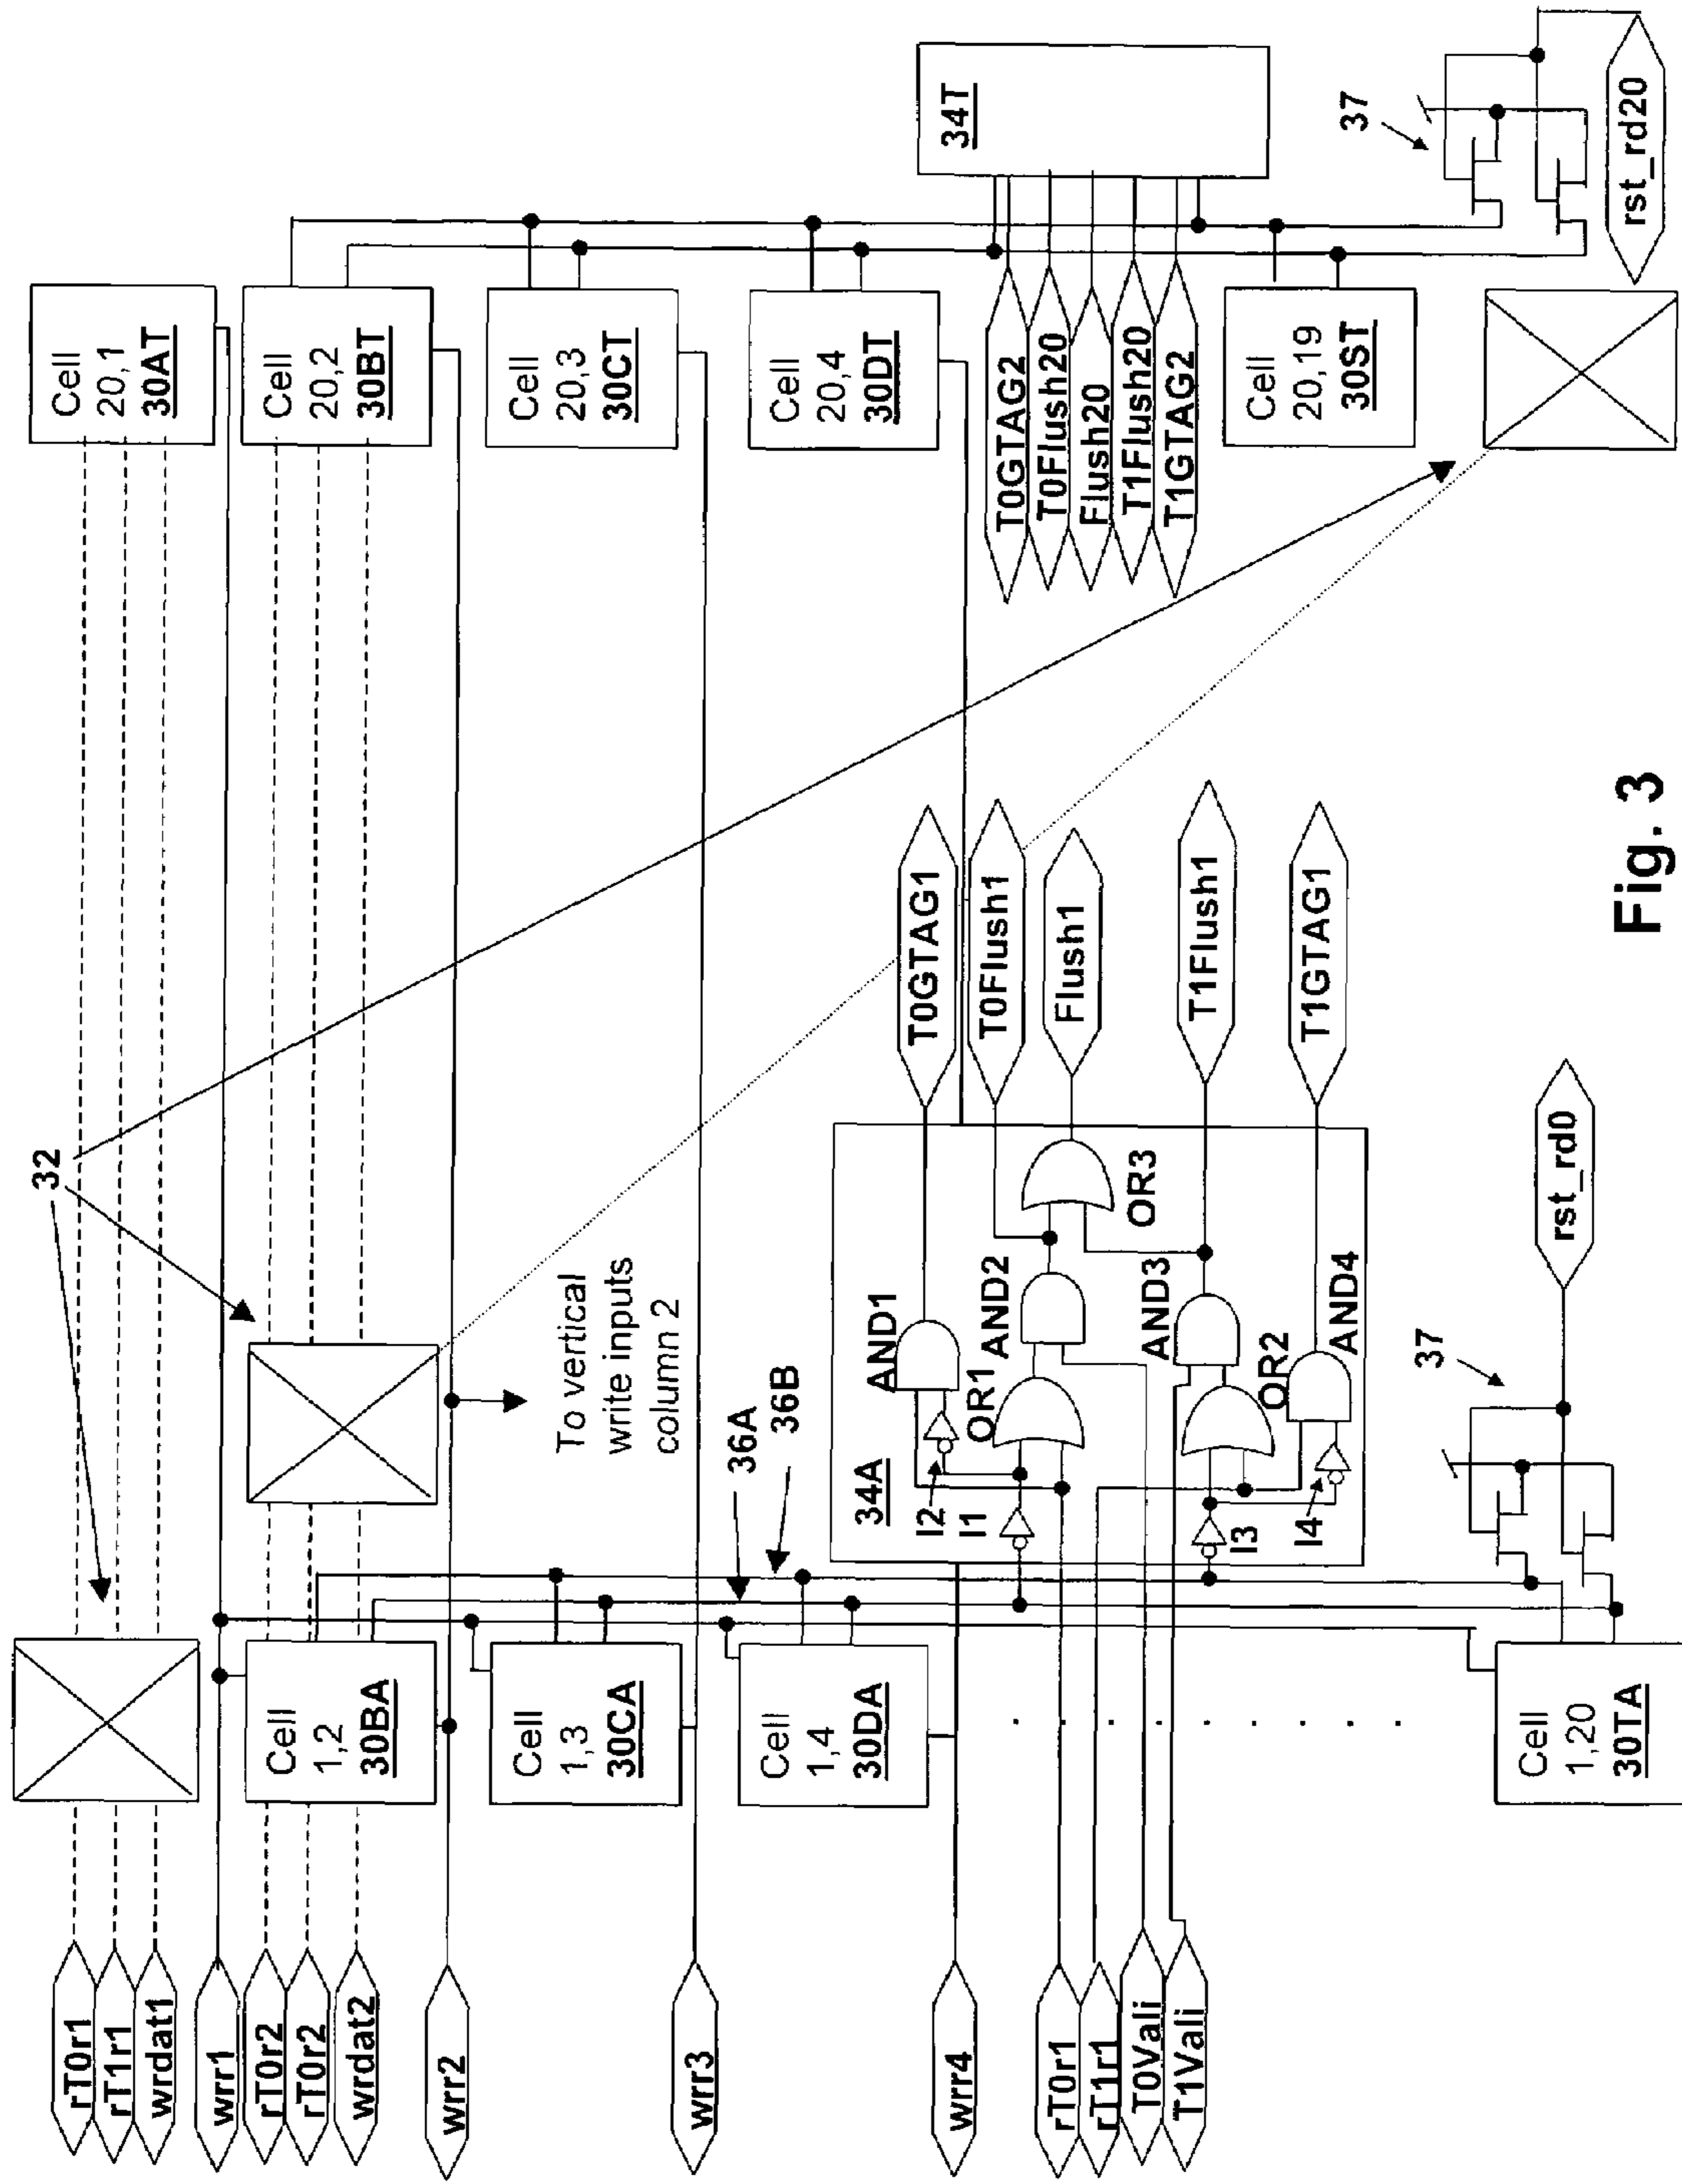 rT0r1
rT1r1
wrdat1
wrr1
rT0r2
rT0r2
wrdat2
wrr2
wrr3
wrr4
rT0r1
rT1r1
T0Vali
T1Vali
32
Cell
1,2
30BA
Cell
1,3
30CA
Cell
1,4
30DA
Cell
1,20
30TA
36A
36B
To vertical
write inputs
column 2
34A
I2
I1
I3
I4
AND1
OR1
AND2
OR3
AND3
OR2
AND4
37
rst_rd0
T0GTAG1
T0Flush1
Flush1
T1Flush1
T1GTAG1
Cell
20,1
30AT
Cell
20,2
30BT
Cell
20,3
30CT
Cell
20,4
30DT
T0GTAG2
T0Flush20
Flush20
T1Flush20
T1GTAG2
Cell
20,19
30ST
34T
37
rst_rd20
Fig. 3